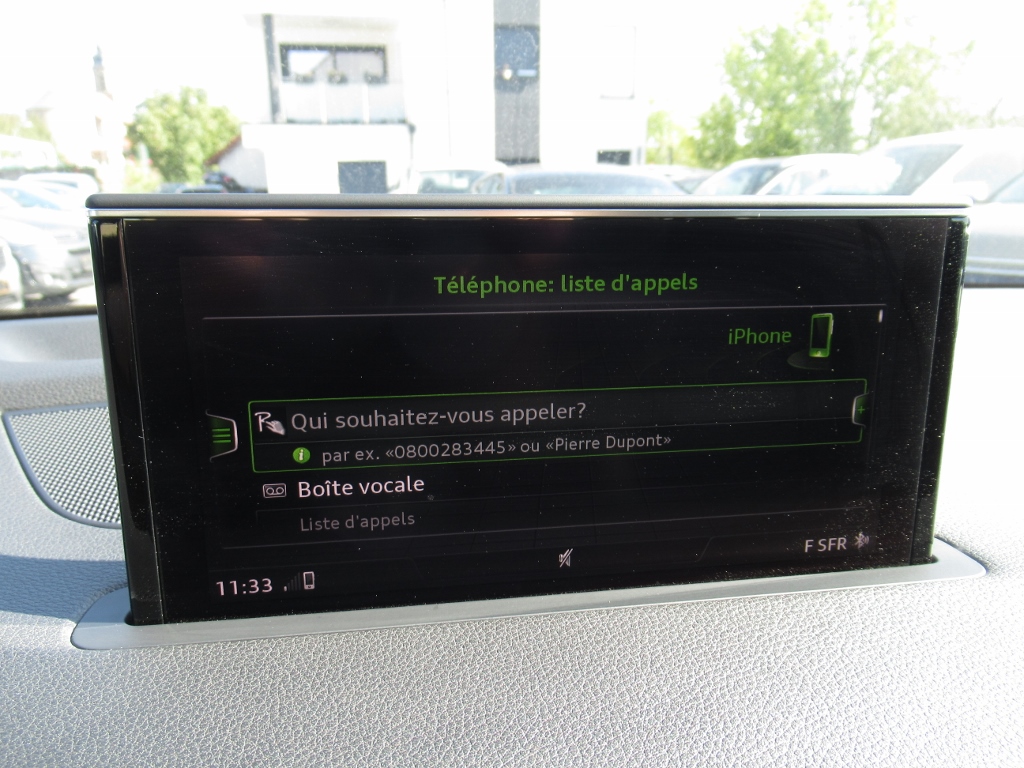 Téléphone: liste d'appels
iPhone
Qui souhaitez-vous appeler?
par ex. «0800283445» ou «Pierre Dupont»
Boîte vocale
Liste d'appels
F SFR
11:33